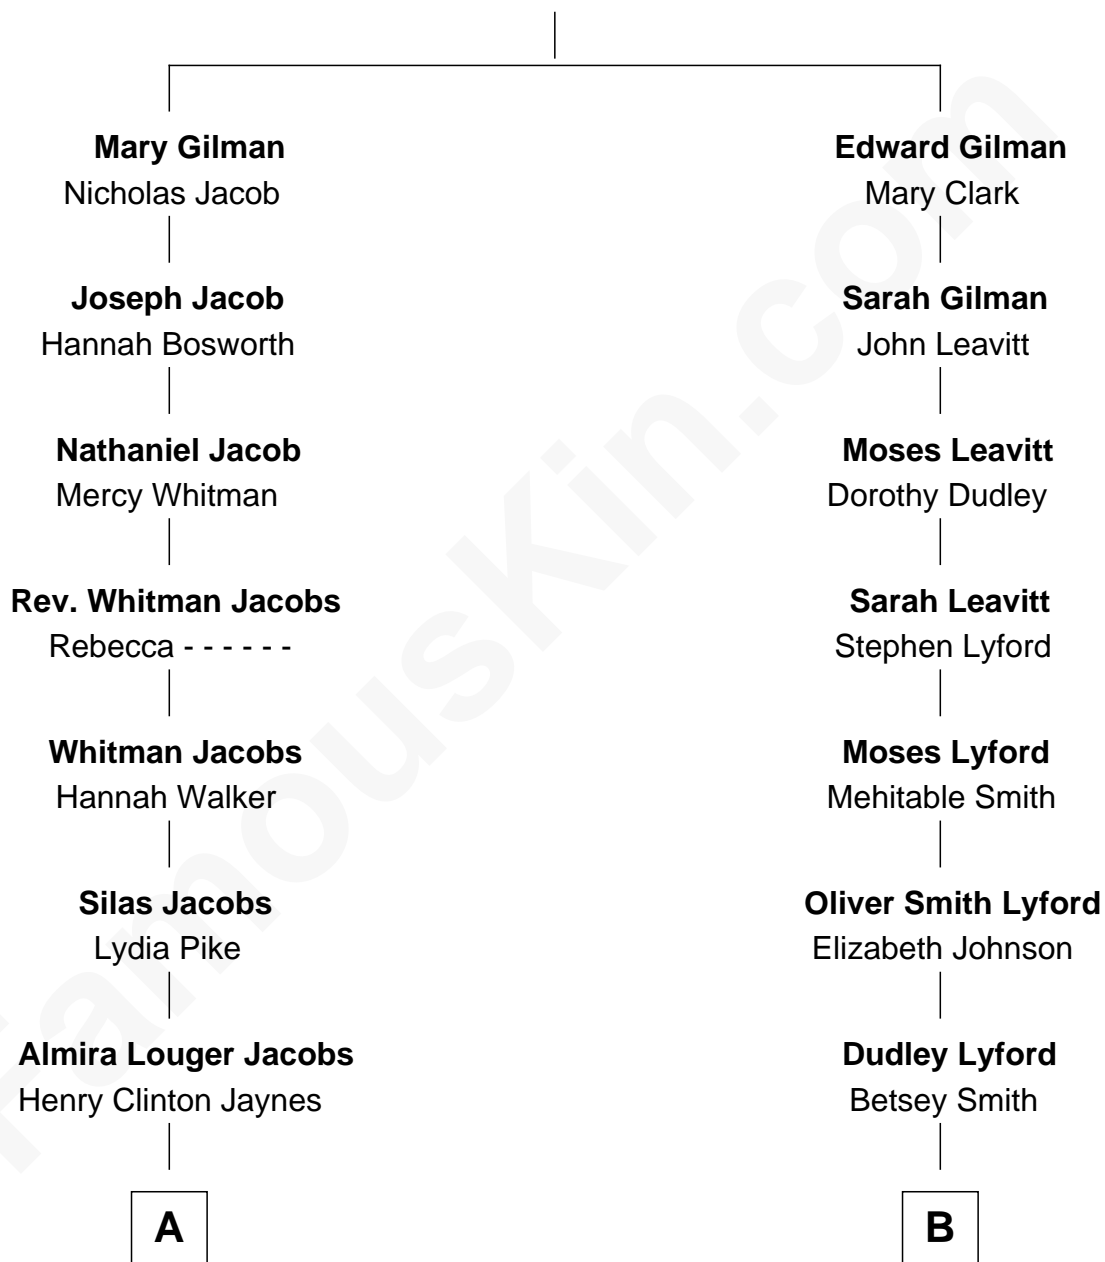 Mary Gilman
Nicholas Jacob
Joseph Jacob
Hannah Bosworth
Nathaniel Jacob
Mercy Whitman
Rev. Whitman Jacobs
Rebecca - - - - - -
Whitman Jacobs
Hannah Walker
Silas Jacobs
Lydia Pike
Almira Louger Jacobs
Henry Clinton Jaynes
A
Edward Gilman
Mary Clark
Sarah Gilman
John Leavitt
Moses Leavitt
Dorothy Dudley
Sarah Leavitt
Stephen Lyford
Moses Lyford
Mehitable Smith
Oliver Smith Lyford
Elizabeth Johnson
Dudley Lyford
Betsey Smith
B
FamousKin.com